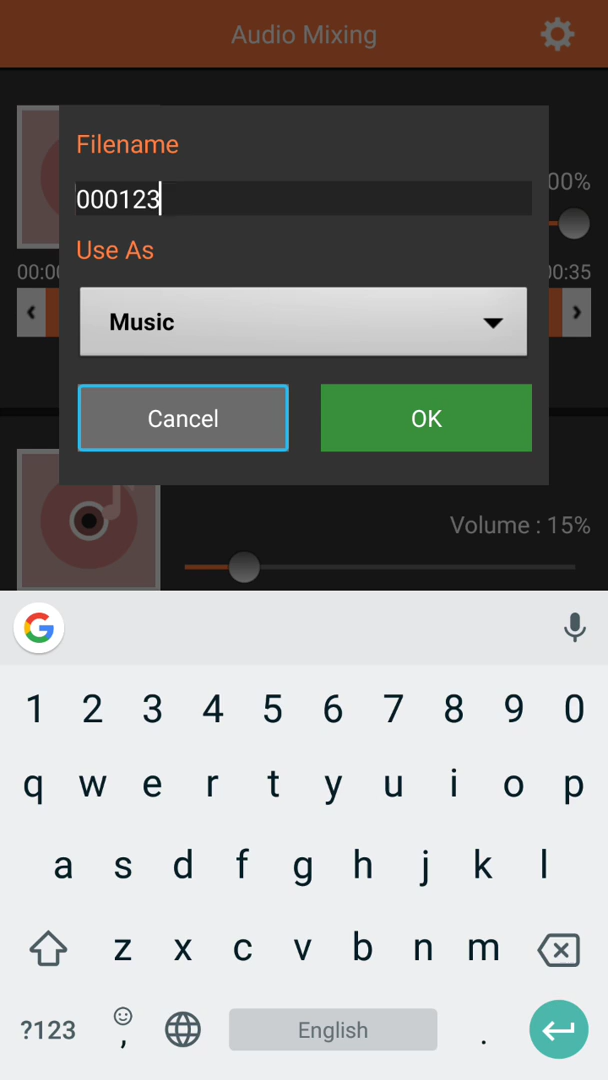 Audio Mixing
Filename
000123
00%
Use As
00:00
00:35
Music
Cancel
OK
Volume : 15%
G
1 2 3 4 5 6 7 8 9 0
q w e r t y u i o p
a s d f g h j k l
z x c v b n m
?123 , English .